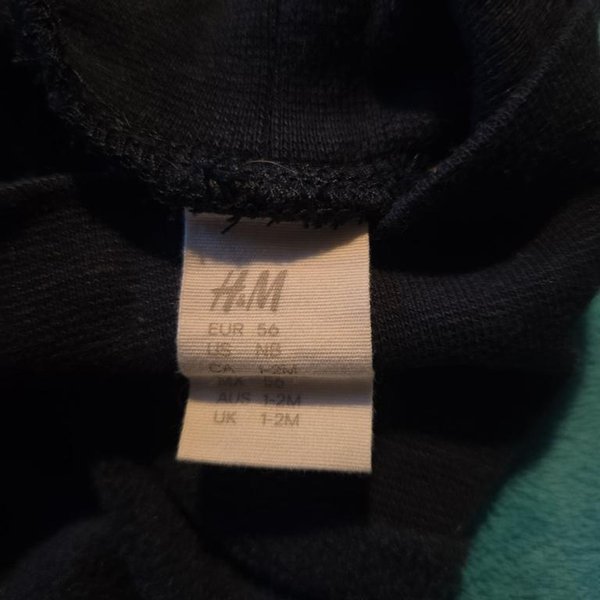 H&M
EUR 56
US NB
CA 1-2M
MX 56
AUS 1-2M
UK 1-2M